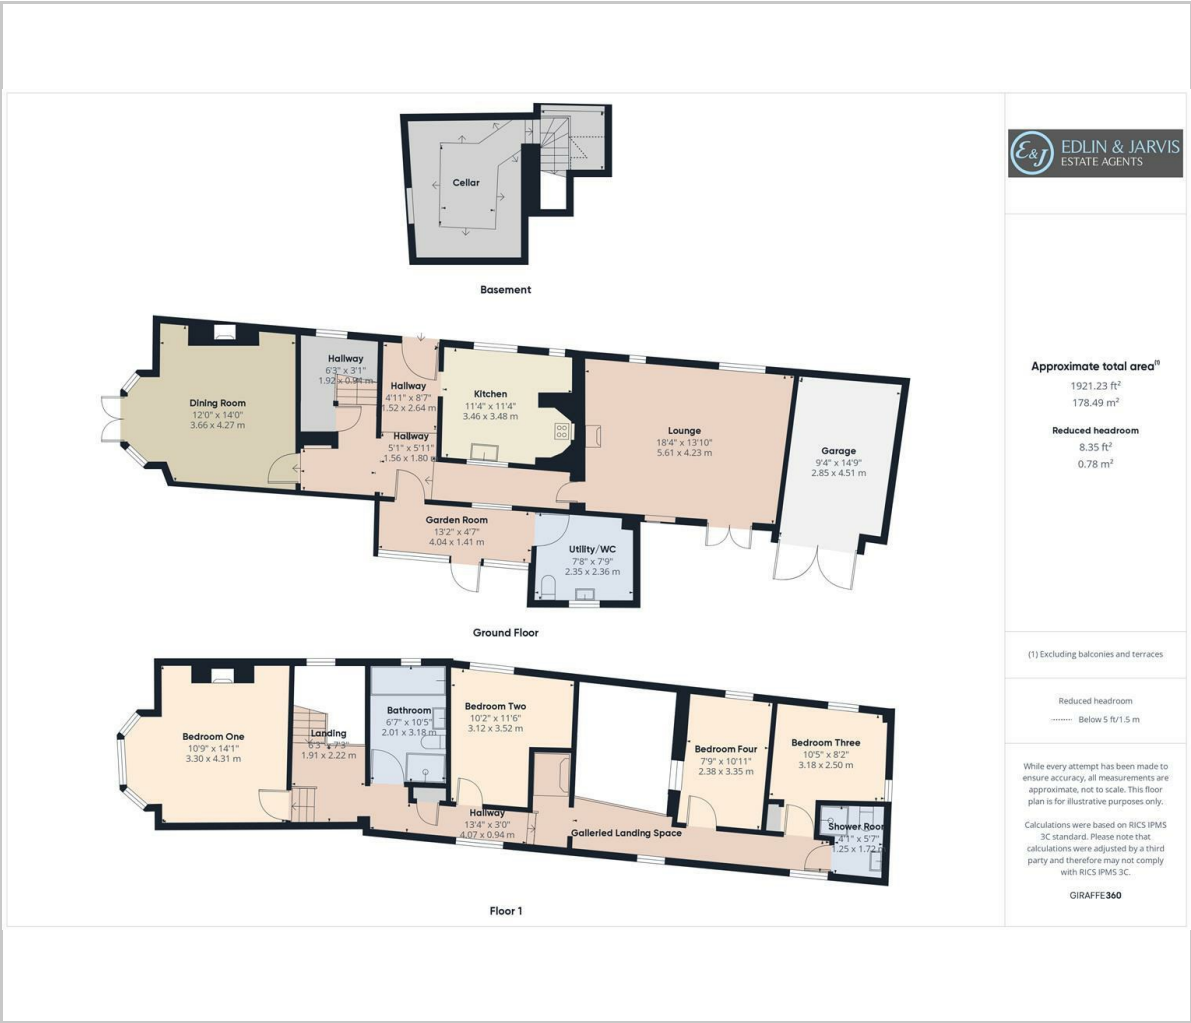 Cellar
Basement
Dining Room
12'0" x 14'0"
3.66 x 4.27 m
Hallway
6'3" x 3'1"
1.92 x 0.94 m
Hallway
4'11" x 8'7"
1.52 x 2.64 m
Hallway
5'1" x 5'11"
1.56 x 1.80
Kitchen
11'4" x 11'4"
3.46 x 3.48 m
Lounge
18'4" x 13'10"
5.61 x 4.23 m
Garage
9'4" x 14'9"
2.85 x 4.51 m
Garden Room
13'2" x 4'7"
4.04 x 1.41 m
Utility/WC
7'8" x 7'9"
2.35 x 2.36 m
Ground Floor
Bedroom One
10'9" x 14'1"
3.30 x 4.31 m
Landing
6'3" x 7'3"
1.91 x 2.22 m
Bathroom
6'7" x 10'5"
2.01 x 3.18 m
Bedroom Two
10'2" x 11'6"
3.12 x 3.52 m
Hallway
13'4" x 3'0"
4.07 x 0.94 m
Galleried Landing Space
Bedroom Four
7'9" x 10'11"
2.38 x 3.35 m
Bedroom Three
10'5" x 8'2"
3.18 x 2.50 m
Shower Room
4'1" x 5'7"
1.25 x 1.72 m
Floor 1
E&J
EDLIN & JARVIS
ESTATE AGENTS
Approximate total area(1)
1921.23 ft²
178.49 m²
Reduced headroom
8.35 ft²
0.78 m²
(1) Excluding balconies and terraces
Reduced headroom
Below 5 ft/1.5 m
While every attempt has been made to
ensure accuracy, all measurements are
approximate, not to scale. This floor
plan is for illustrative purposes only.
Calculations were based on RICS IPMS
3C standard. Please note that
calculations were adjusted by a third
party and therefore may not comply
with RICS IPMS 3C.
GIRAFFE360